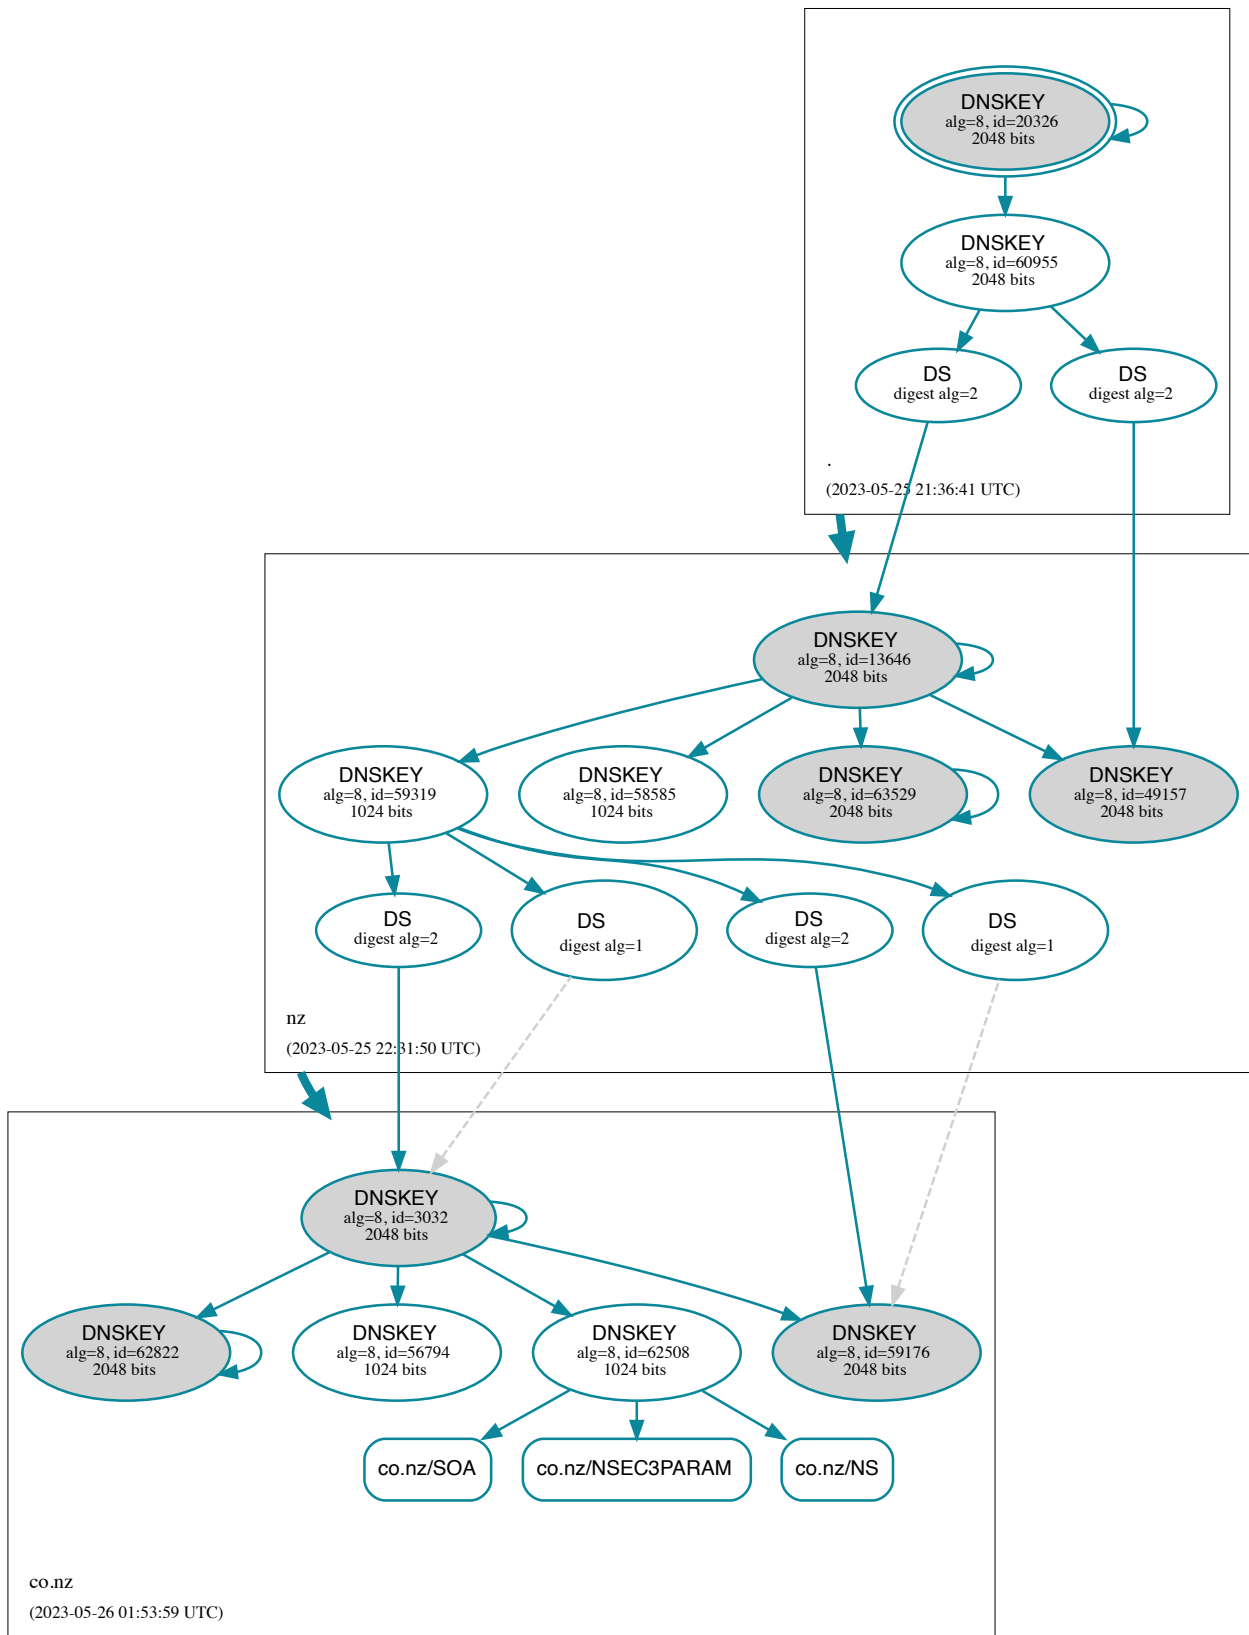 DNSKEY
alg=8, id=20326
2048 bits
DNSKEY
alg=8, id=60955
2048 bits
DS
digest alg=2
DS
digest alg=2
.
(2023-05-25 21:36:41 UTC)
DNSKEY
alg=8, id=13646
2048 bits
DNSKEY
alg=8, id=59319
1024 bits
DNSKEY
alg=8, id=58585
1024 bits
DNSKEY
alg=8, id=63529
2048 bits
DNSKEY
alg=8, id=49157
2048 bits
DS
digest alg=2
DS
digest alg=1
DS
digest alg=2
DS
digest alg=1
nz
(2023-05-25 22:31:50 UTC)
DNSKEY
alg=8, id=3032
2048 bits
DNSKEY
alg=8, id=62822
2048 bits
DNSKEY
alg=8, id=56794
1024 bits
DNSKEY
alg=8, id=62508
1024 bits
DNSKEY
alg=8, id=59176
2048 bits
co.nz/SOA
co.nz/NSEC3PARAM
co.nz/NS
co.nz
(2023-05-26 01:53:59 UTC)